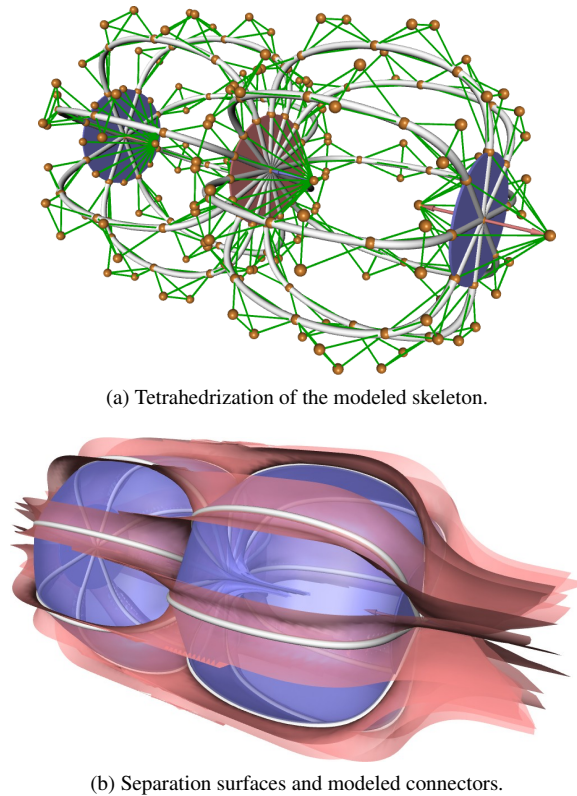 (a) Tetrahedrization of the modeled skeleton.
(b) Separation surfaces and modeled connectors.